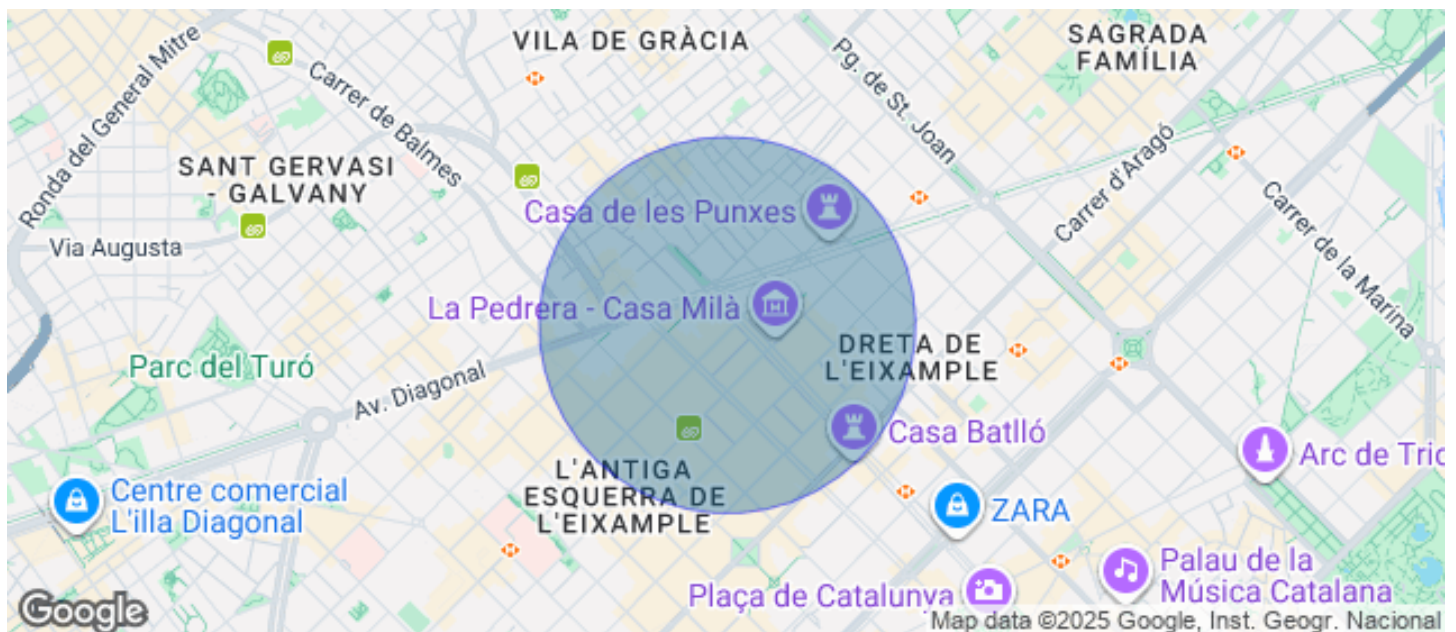 VILA DE GRÀCIA
SAGRADA
FAMÍLIA
Ronda del General Mitre
Carrer de Balmes
Pg. de St. Joan
Carrer d'Aragó
SANT GERVASI
- GALVANY
Casa de les Punxes
Via Augusta
Carrer de la Marina
La Pedrera - Casa Milà
DRETA DE
L'EIXAMPLE
Parc del Turó
Av. Diagonal
Casa Batlló
Arc de Trio
L'ANTIGA
ESQUERRA DE
L'EIXAMPLE
Centre comercial
L'illa Diagonal
ZARA
Plaça de Catalunya
Palau de la
Música Catalana
Google
Map data ©2025 Google, Inst. Geogr. Nacional